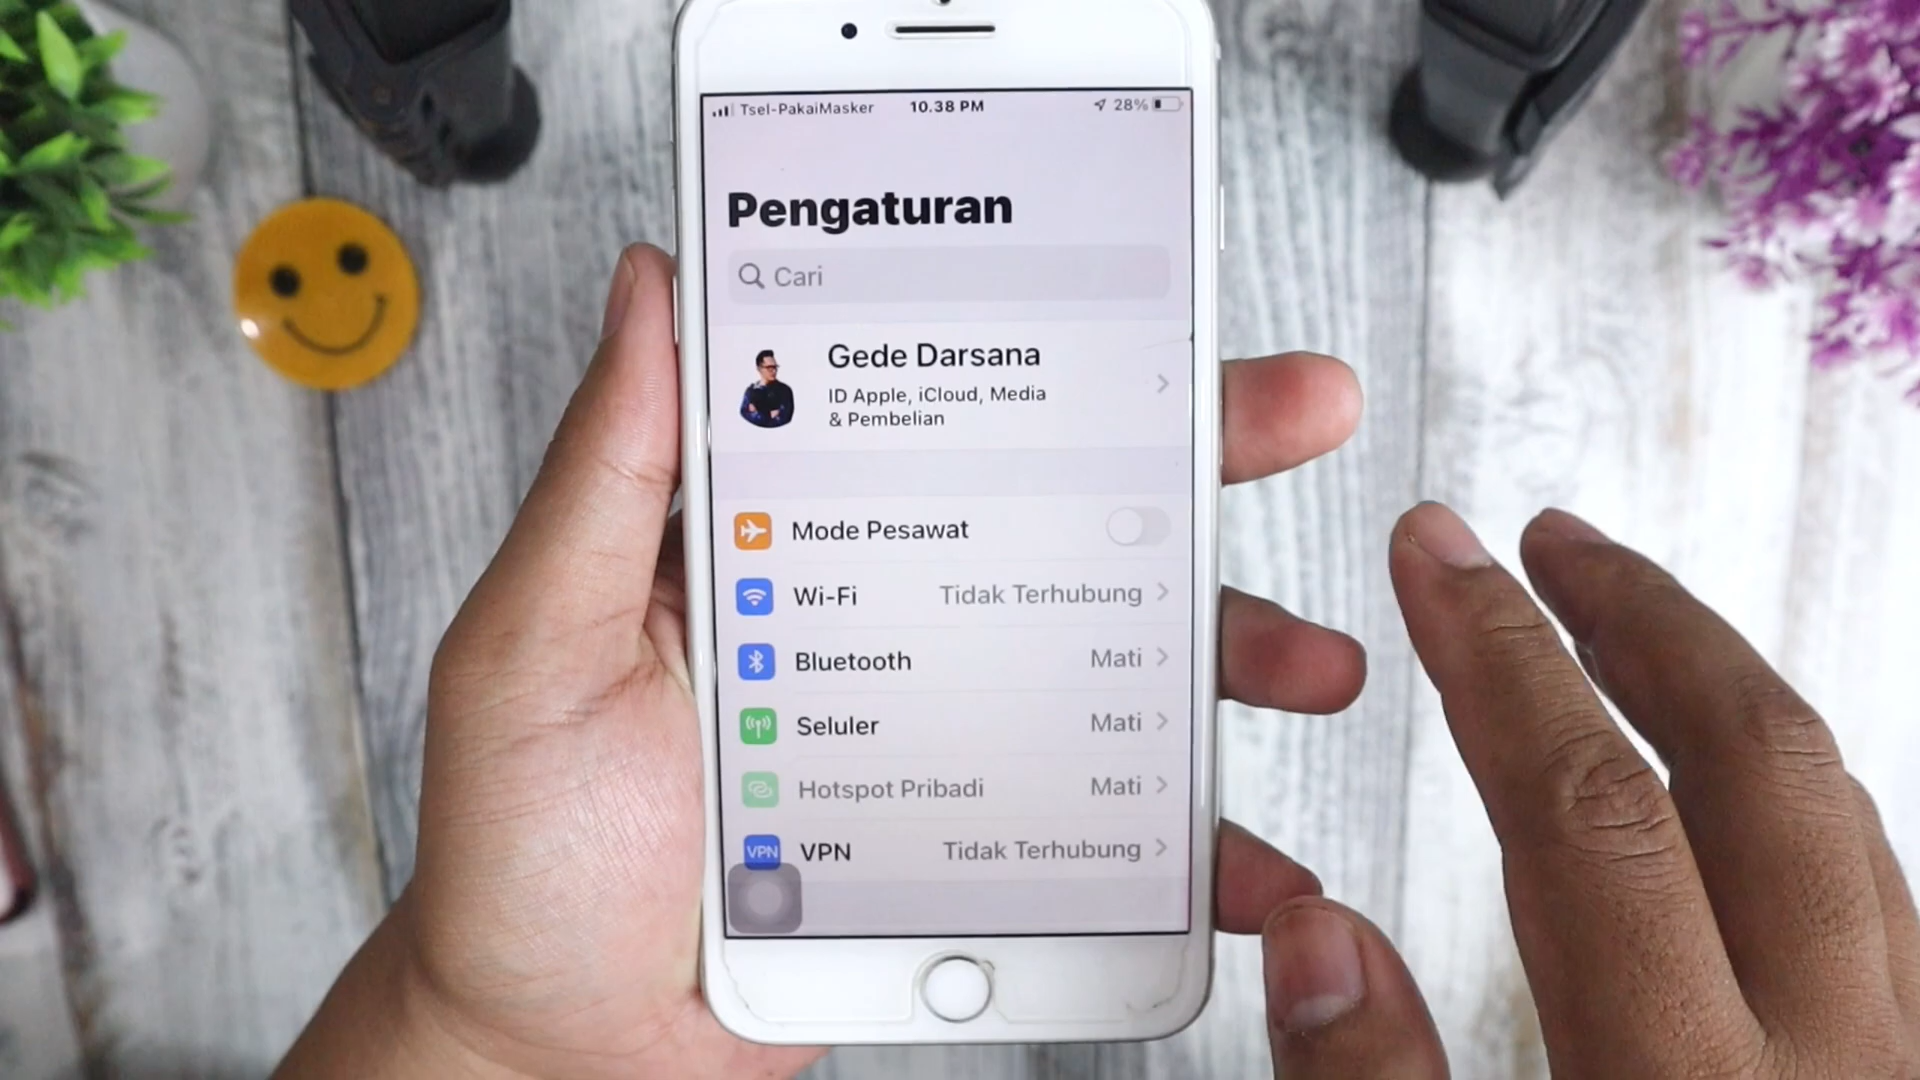 Tsel-PakaiMasker 10.38 PM 28%
Pengaturan
Cari
Gede Darsana
ID Apple, iCloud, Media
& Pembelian
Mode Pesawat
Wi-Fi Tidak Terhubung
Bluetooth Mati
Seluler Mati
Hotspot Pribadi Mati
VPN VPN Tidak Terhubung